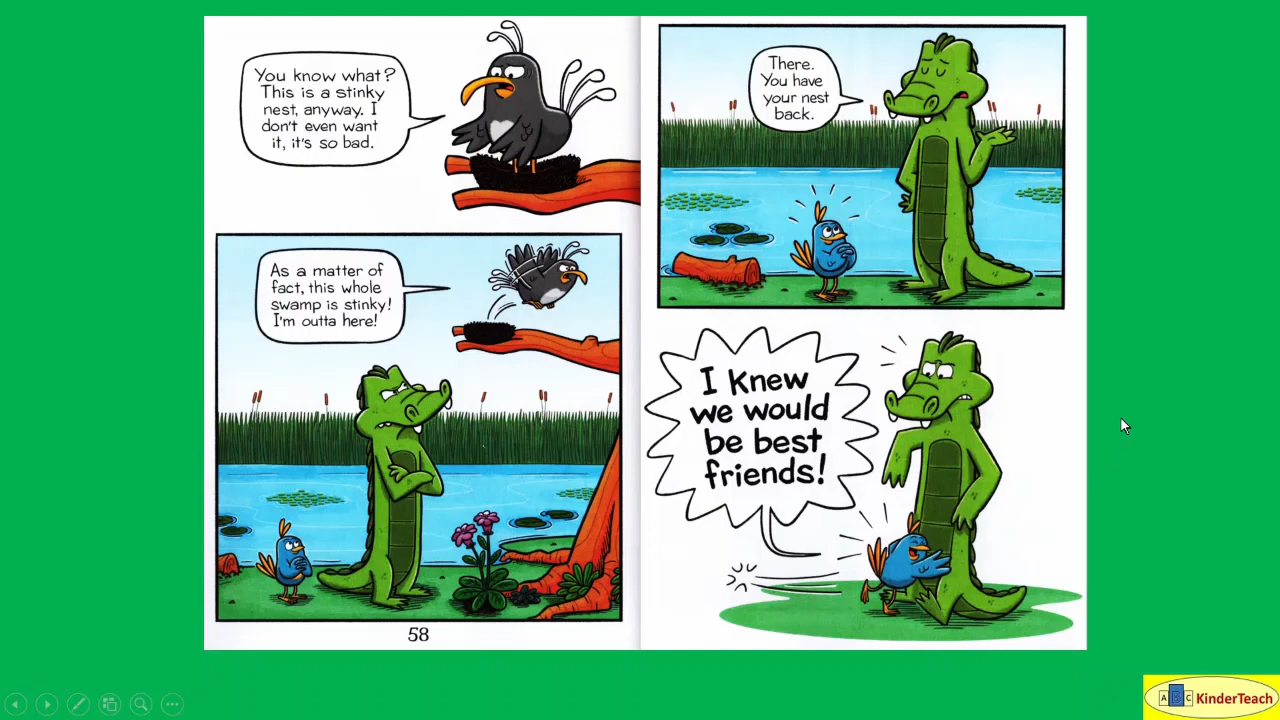 You know what?
This is a stinky
nest, anyway. I
don't even want
it, it's so bad.
As a matter of
fact, this whole
swamp is stinky!
I'm outta here!
58
There.
You have
your nest
back.
I knew
we would
be best
friends!
ABC KinderTeach